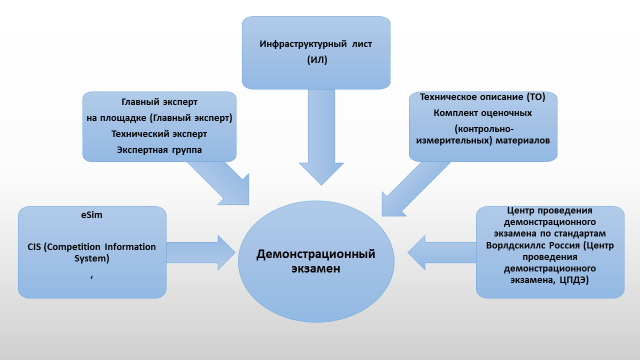 Инфраструктурный лист
(ИЛ)
Главный эксперт
на площадке (Главный эксперт)
Технический эксперт
Экспертная группа
Техническое описание (ТО)
Комплект оценочных
(контрольно-
измерительных) материалов
eSim
CIS (Competition Information
System)
,
Демонстрационный
экзамен
Центр проведения
демонстрационного
экзамена по стандартам
Ворлдскиллс Россия (Центр
проведения
демонстрационного
экзамена, ЦПДЭ)